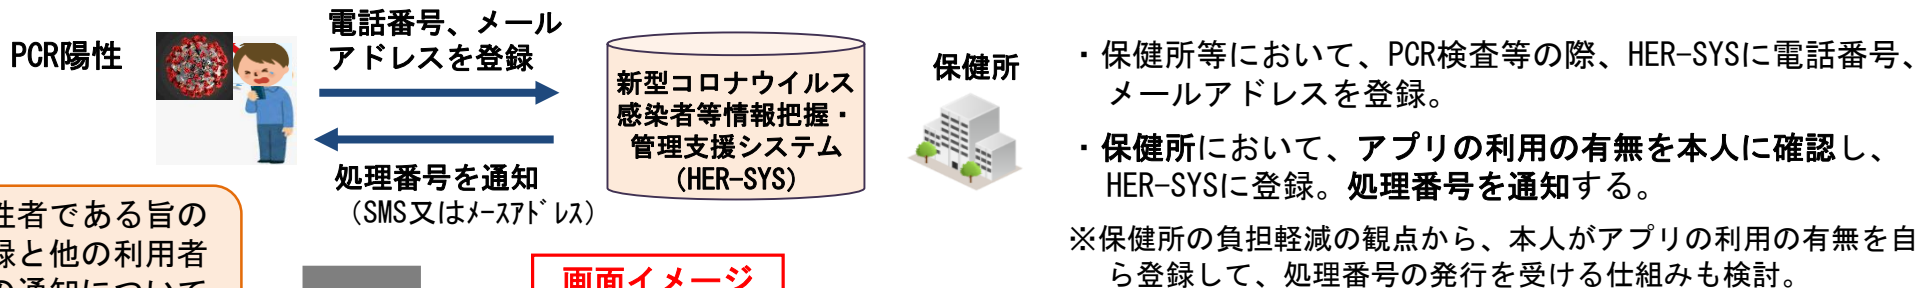 PCR陽性
電話番号、メール
アドレスを登録
処理番号を通知
（SMS又はﾒｰｽｱﾄﾞﾚｽ）
新型コロナウイルス
感染者等情報把握・
管理支援システム
（HER-SYS）
保健所
・保健所等において、PCR検査等の際、HER-SYSに電話番号、
メールアドレスを登録。
・保健所において、アプリの利用の有無を本人に確認し、
HER-SYSに登録。処理番号を通知する。
※保健所の負担軽減の観点から、本人がアプリの利用の有無を自
ら登録して、処理番号の発行を受ける仕組みも検討。
性者である旨の
録と他の利用者
の通知について
画面イメージ